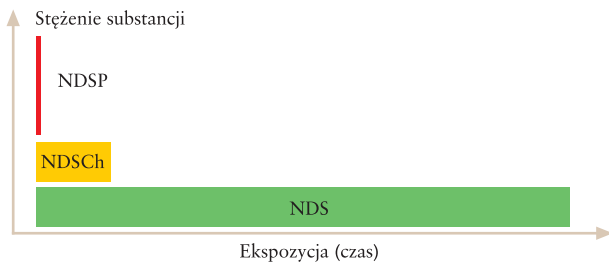 Stężenie substancji
NDSP
NDSCh
NDS
Ekspozycja (czas)